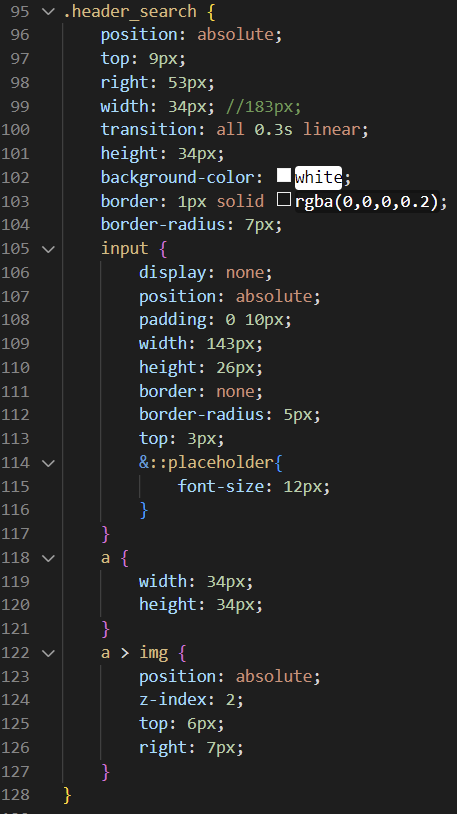 95 .header_search {
96 position: absolute;
97 top: 9px;
98 right: 53px;
99 width: 34px; //183px;
100 transition: all 0.3s linear;
101 height: 34px;
102 background-color: white;
103 border: 1px solid rgba(0,0,0,0.2);
104 border-radius: 7px;
105 input {
106 display: none;
107 position: absolute;
108 padding: 0 10px;
109 width: 143px;
110 height: 26px;
111 border: none;
112 border-radius: 5px;
113 top: 3px;
114 &::placeholder{
115 font-size: 12px;
116 }
117 }
118 a {
119 width: 34px;
120 height: 34px;
121 }
122 a > img {
123 position: absolute;
124 z-index: 2;
125 top: 6px;
126 right: 7px;
127 }
128 }